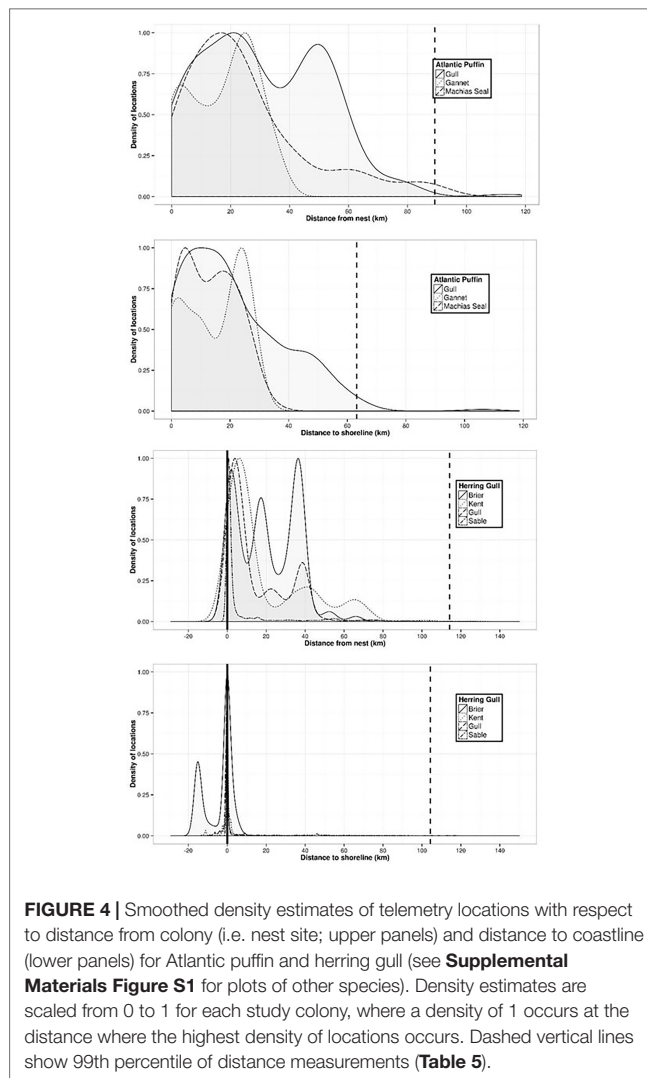 1.00
0.75
0.50
0.25
0.00
Density of locations
Atlantic Puffin
Gull
Gannet
Machias Seal
0 20 40 60 80 100 120
Distance from nest (km)
1.00
0.75
0.50
0.25
0.00
Density of locations
Atlantic Puffin
Gull
Gannet
Machias Seal
0 20 40 60 80 100 120
Distance to shoreline (km)
1.00
0.75
0.50
0.25
0.00
Density of locations
Herring Gull
Brier
Kent
Gull
Sable
-20 0 20 40 60 80 100 120 140
Distance from nest (km)
1.00
0.75
0.50
0.25
0.00
Density of locations
Herring Gull
Brier
Kent
Gull
Sable
-20 0 20 40 60 80 100 120 140
Distance to shoreline (km)
FIGURE 4 | Smoothed density estimates of telemetry locations with respect
to distance from colony (i.e. nest site; upper panels) and distance to coastline
(lower panels) for Atlantic puffin and herring gull (see Supplemental
Materials Figure S1 for plots of other species). Density estimates are
scaled from 0 to 1 for each study colony, where a density of 1 occurs at the
distance where the highest density of locations occurs. Dashed vertical lines
show 99th percentile of distance measurements (Table 5).